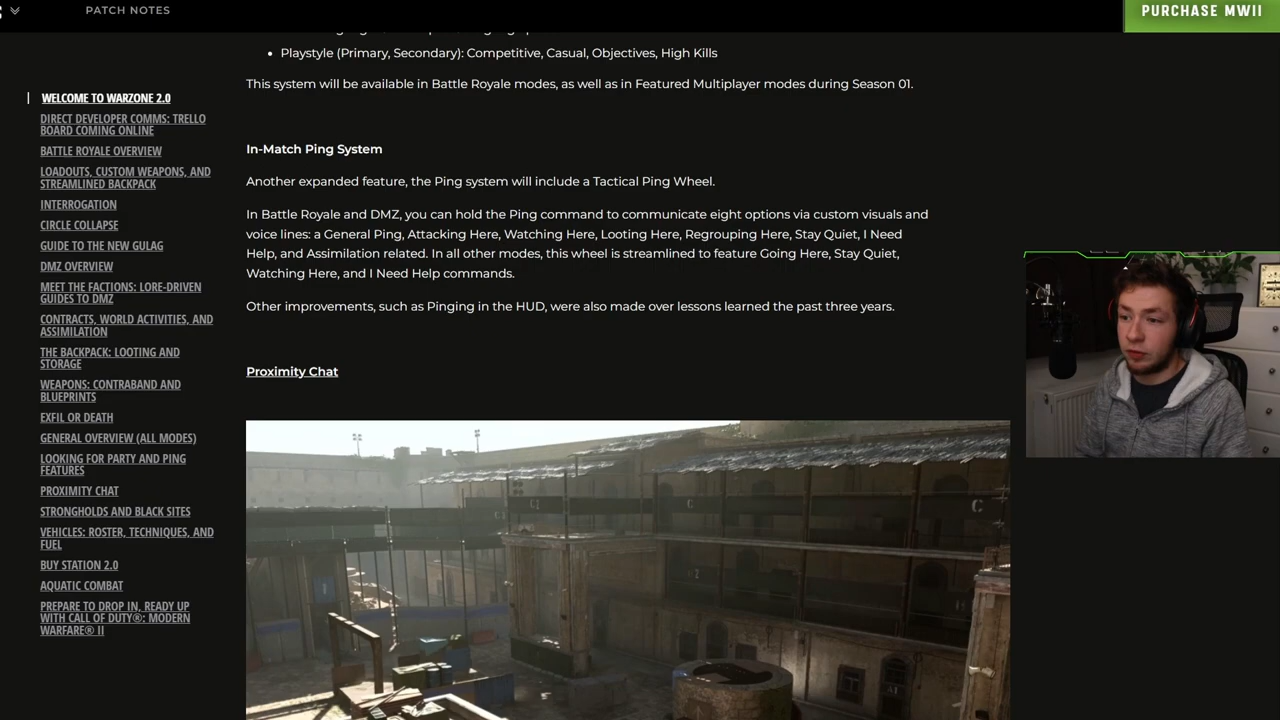 PATCH NOTES
PURCHASE MWII
• Playstyle (Primary, Secondary): Competitive, Casual, Objectives, High Kills
This system will be available in Battle Royale modes, as well as in Featured Multiplayer modes during Season 01.
In-Match Ping System
Another expanded feature, the Ping system will include a Tactical Ping Wheel.
In Battle Royale and DMZ, you can hold the Ping command to communicate eight options via custom visuals and
voice lines: a General Ping, Attacking Here, Watching Here, Looting Here, Regrouping Here, Stay Quiet, I Need
Help, and Assimilation related. In all other modes, this wheel is streamlined to feature Going Here, Stay Quiet,
Watching Here, and I Need Help commands.
Other improvements, such as Pinging in the HUD, were also made over lessons learned the past three years.
Proximity Chat
WELCOME TO WARZONE 2.0
DIRECT DEVELOPER COMMS: TRELLO
BOARD COMING ONLINE
BATTLE ROYALE OVERVIEW
LOADOUTS, CUSTOM WEAPONS, AND
STREAMLINED BACKPACK
INTERROGATION
CIRCLE COLLAPSE
GUIDE TO THE NEW GULAG
DMZ OVERVIEW
MEET THE FACTIONS: LORE-DRIVEN
GUIDES TO DMZ
CONTRACTS, WORLD ACTIVITIES, AND
ASSIMILATION
THE BACKPACK: LOOTING AND
STORAGE
WEAPONS: CONTRABAND AND
BLUEPRINTS
EXFIL OR DEATH
GENERAL OVERVIEW (ALL MODES)
LOOKING FOR PARTY AND PING
FEATURES
PROXIMITY CHAT
STRONGHOLDS AND BLACK SITES
VEHICLES: ROSTER, TECHNIQUES, AND
FUEL
BUY STATION 2.0
AQUATIC COMBAT
PREPARE TO DROP IN, READY UP
WITH CALL OF DUTY®: MODERN
WARFARE® II